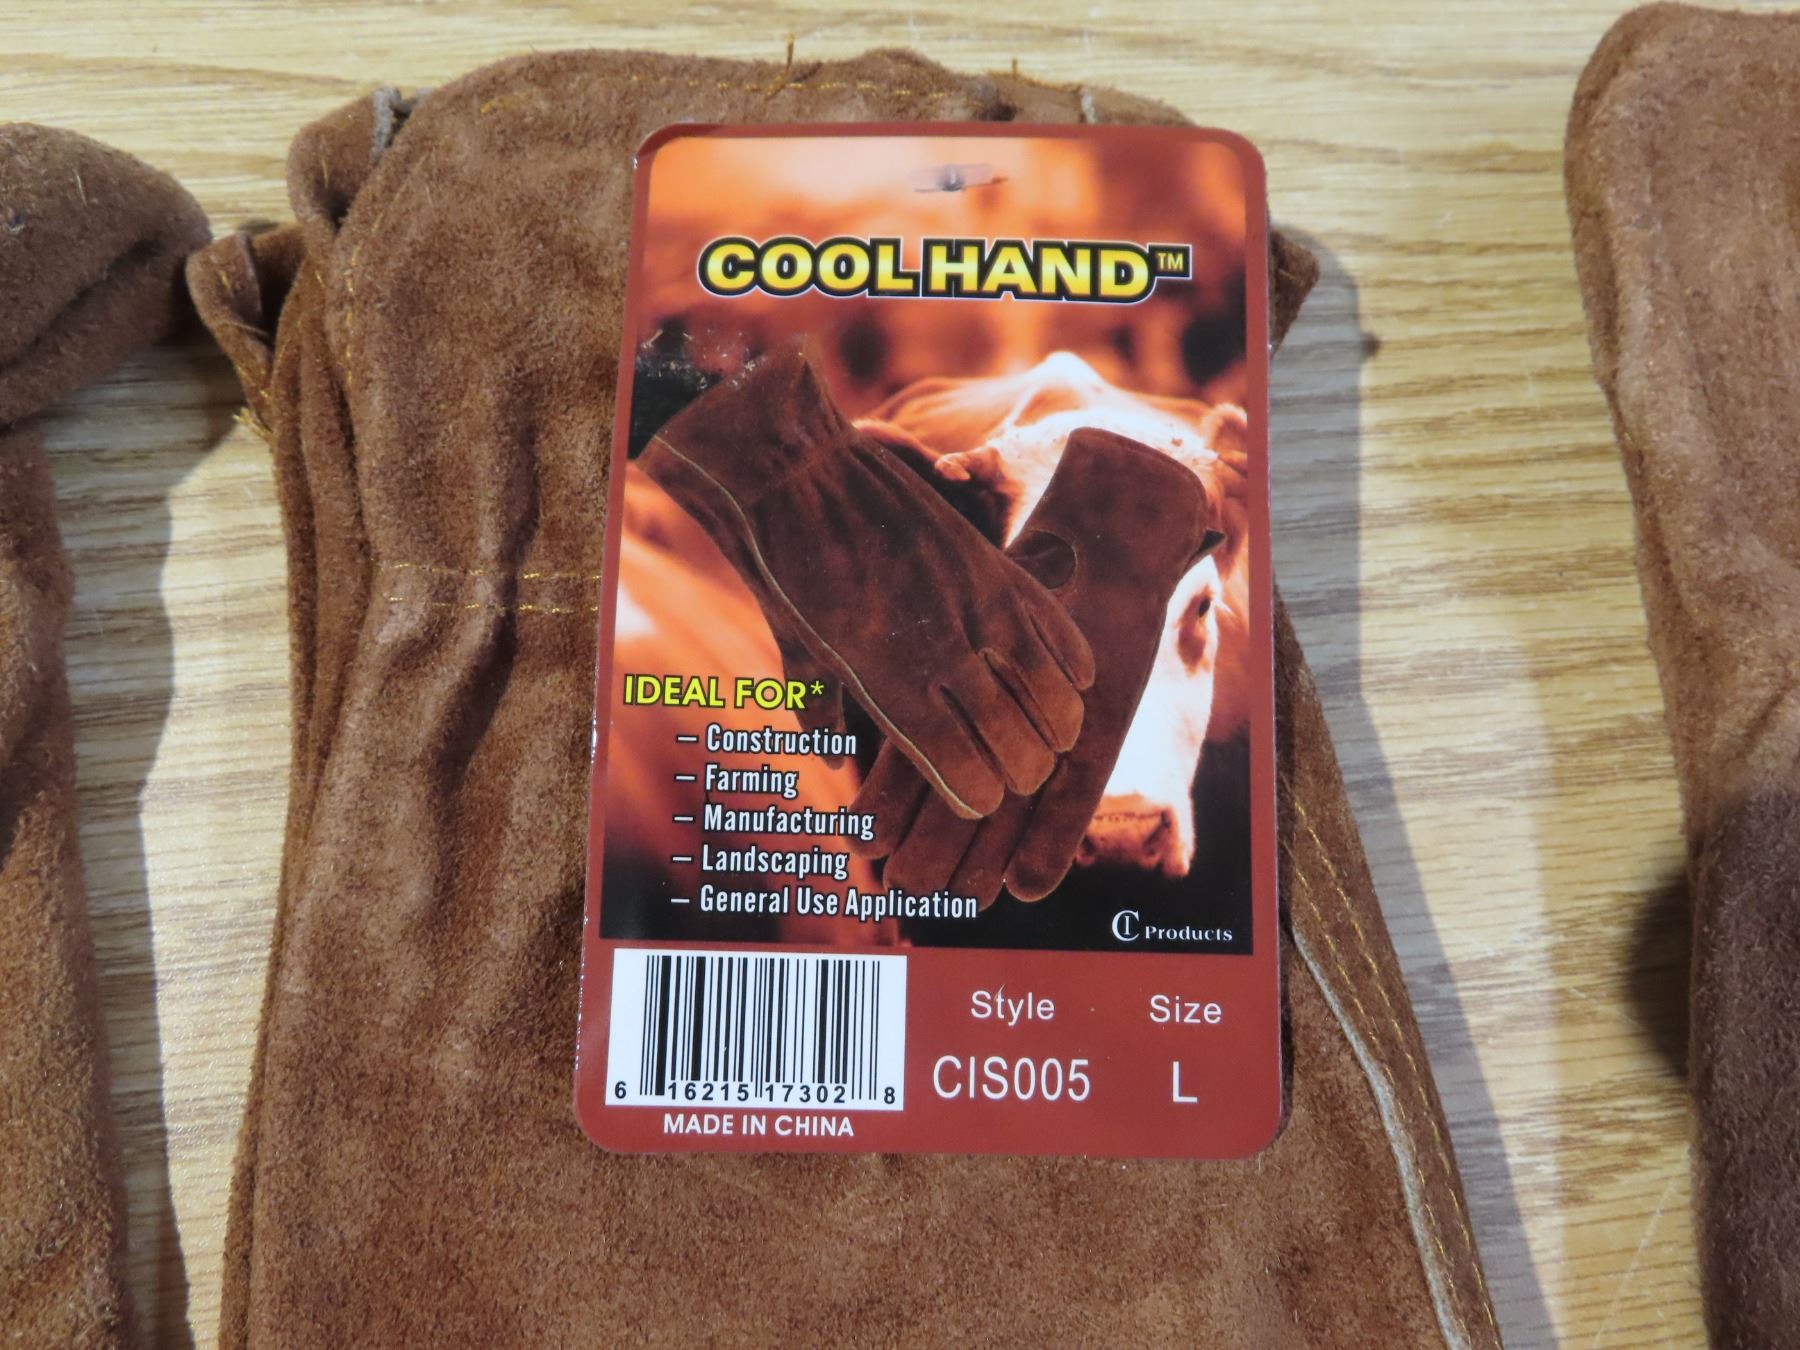 COOL HAND™
IDEAL FOR*
– Construction
– Farming
– Manufacturing
– Landscaping
– General Use Application
CI Products
Style Size
CIS005 L
6 16215 17302 8
MADE IN CHINA